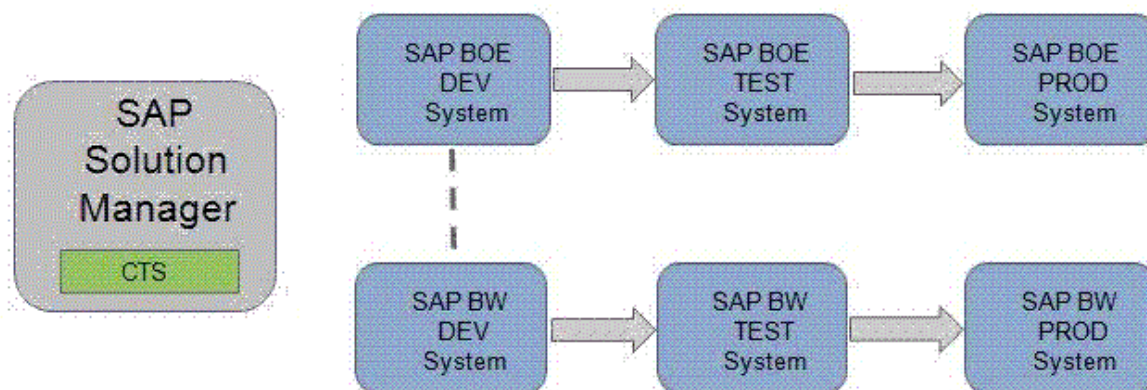 SAP
Solution
Manager
CTS
SAP BOE
DEV
System
SAP BOE
TEST
System
SAP BOE
PROD
System
SAP BW
DEV
System
SAP BW
TEST
System
SAP BW
PROD
System